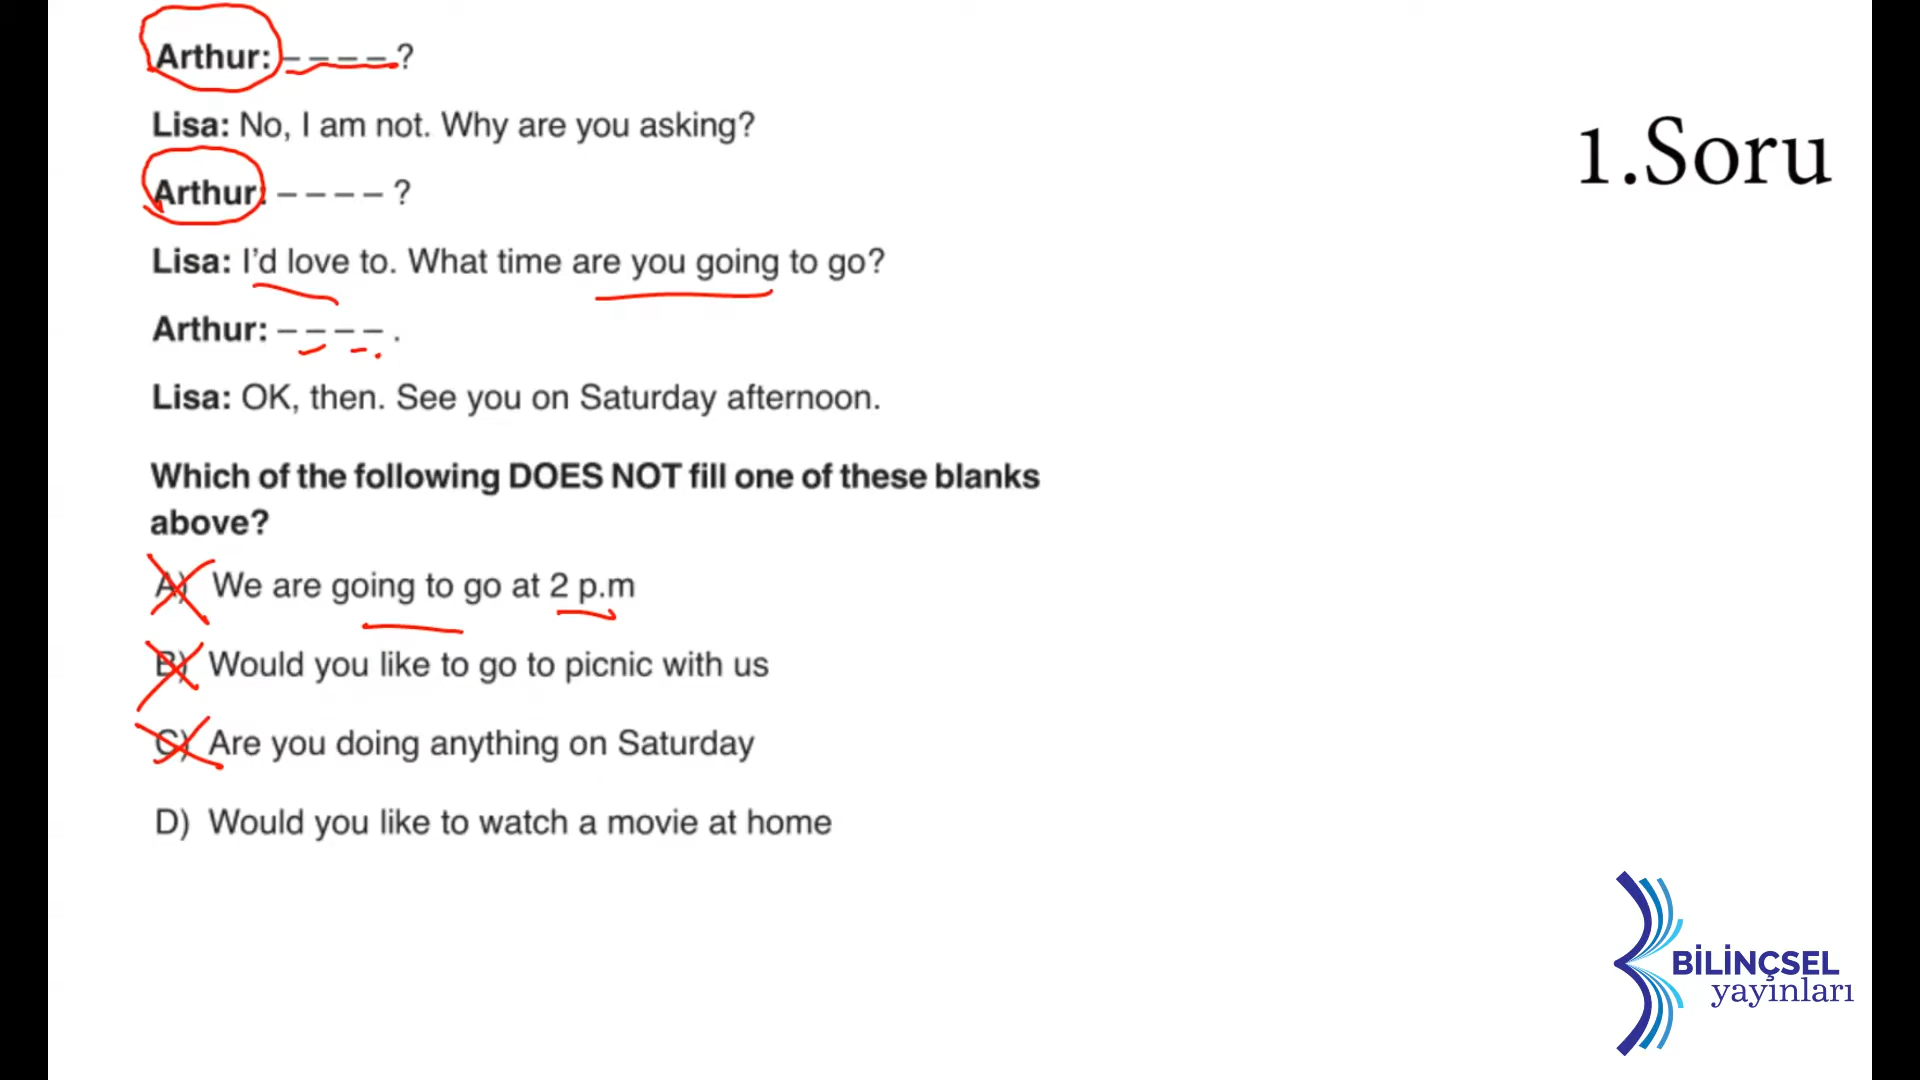 Arthur: – – – – ?
Lisa: No, I am not. Why are you asking?
1.Soru
Arthur: – – – – ?
Lisa: I’d love to. What time are you going to go?
Arthur: – – – – .
Lisa: OK, then. See you on Saturday afternoon.
Which of the following DOES NOT fill one of these blanks
above?
A) We are going to go at 2 p.m
B) Would you like to go to picnic with us
C) Are you doing anything on Saturday
D) Would you like to watch a movie at home
BİLİNÇSEL
yayınları